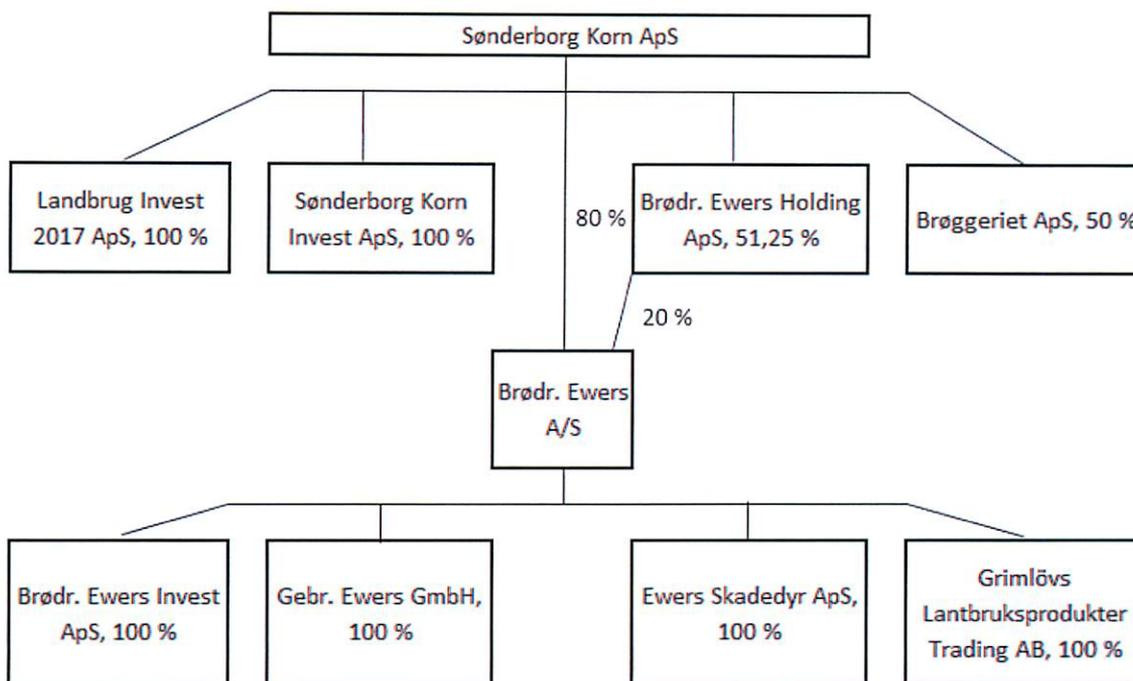 Sønderborg Korn ApS
Landbrug Invest
2017 ApS, 100 %
Sønderborg Korn
Invest ApS, 100 %
80 %
Brødr. Ewers Holding
ApS, 51,25 %
Brøggeriet ApS, 50 %
20 %
Brødr. Ewers
A/S
Brødr. Ewers Invest
ApS, 100 %
Gebr. Ewers GmbH,
100 %
Ewers Skadedyr ApS,
100 %
Grimlövs
Lantbruksprodukter
Trading AB, 100 %